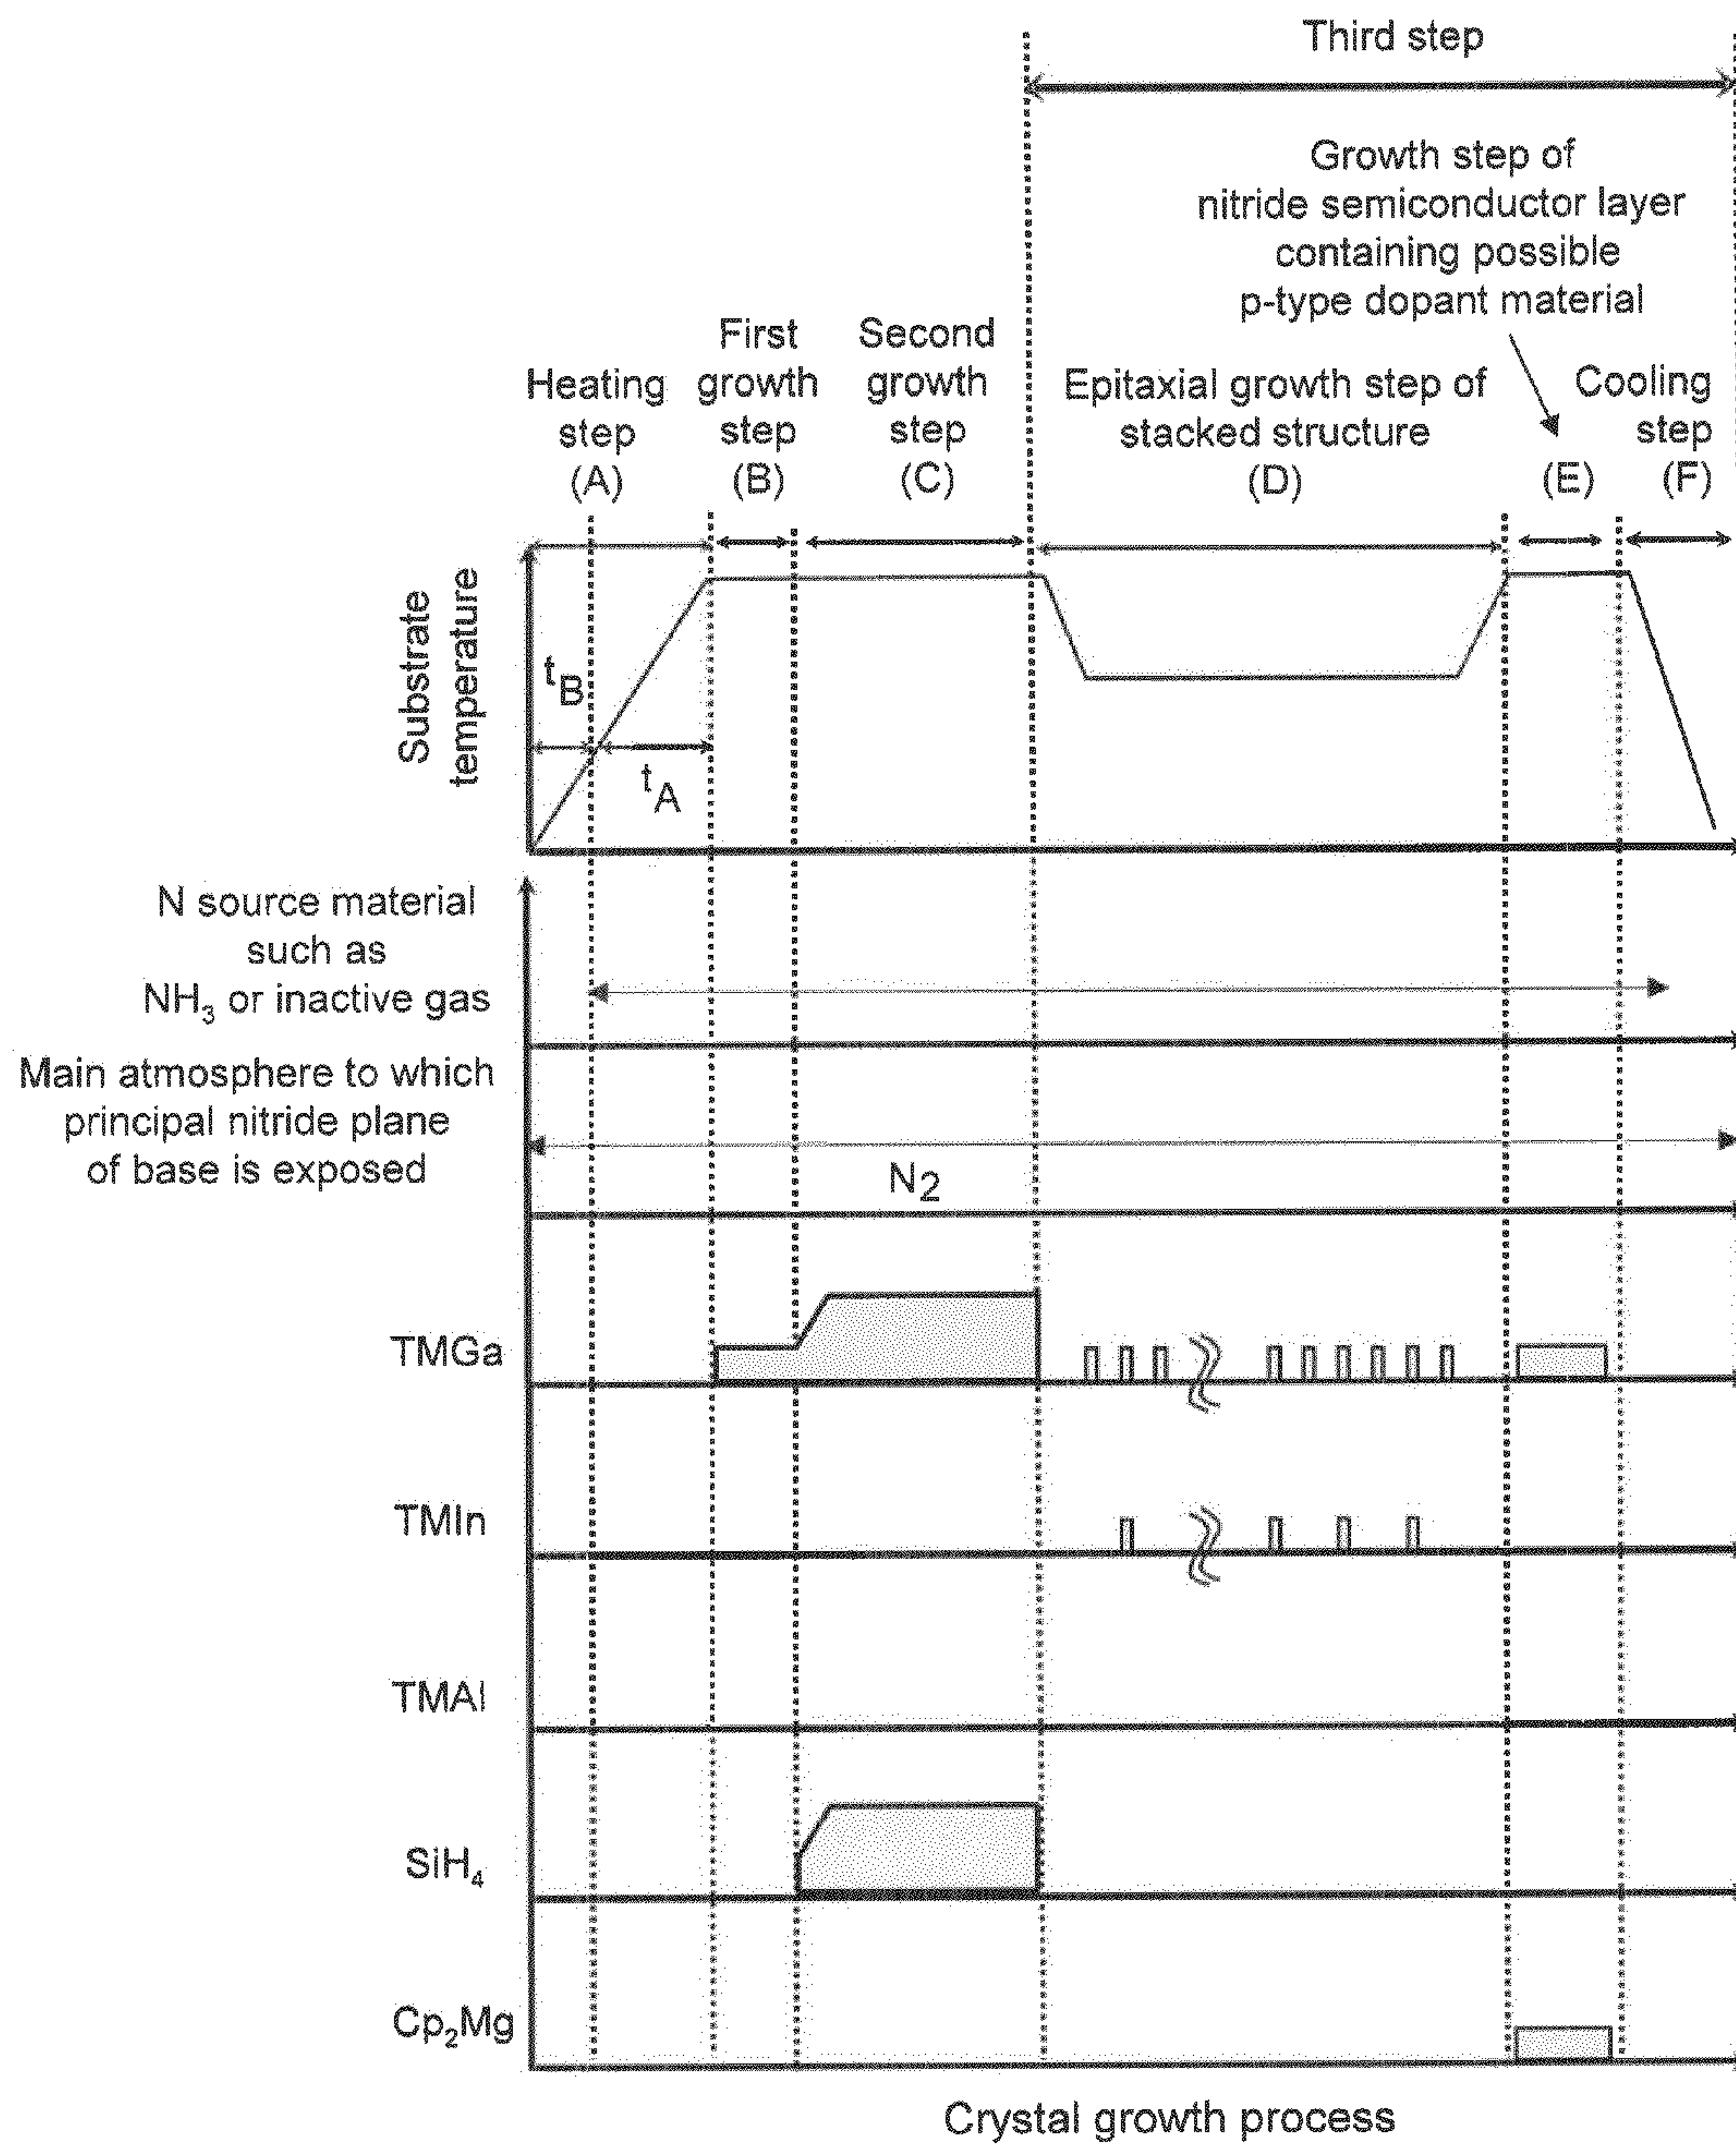 Third step
Growth step of
nitride semiconductor layer
containing possible
p-type dopant material
Heating
step
(A)
First
growth
step
(B)
Second
growth
step
(C)
Epitaxial growth step of
stacked structure
(D)
(E)
Cooling
step
(F)
Substrate
temperature
tB
tA
N source material
such as
NH₃ or inactive gas
Main atmosphere to which
principal nitride plane
of base is exposed
N2
TMGa
TMIn
TMAl
SiH₄
Cp₂Mg
Crystal growth process